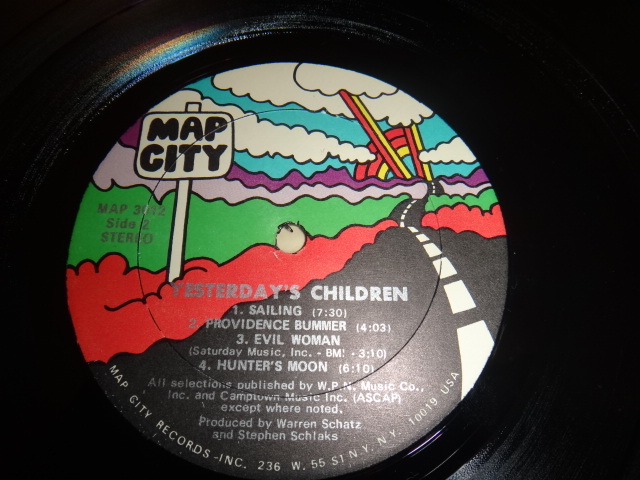 MAP
CITY
MAP 3012
Side 2
STEREO
YESTERDAY'S CHILDREN
1. SAILING (7:30)
2. PROVIDENCE BUMMER (4:03)
3. EVIL WOMAN
(Saturday Music, Inc. - BMI - 3:10)
4. HUNTER'S MOON (6:10)
All selections published by W.P.N. Music Co.,
Inc. and Camptown Music Inc. (ASCAP)
except where noted.
Produced by Warren Schatz
and Stephen Schlaks
MAP CITY RECORDS-INC. 236 W. 55 ST N.Y. N.Y. 10019 USA